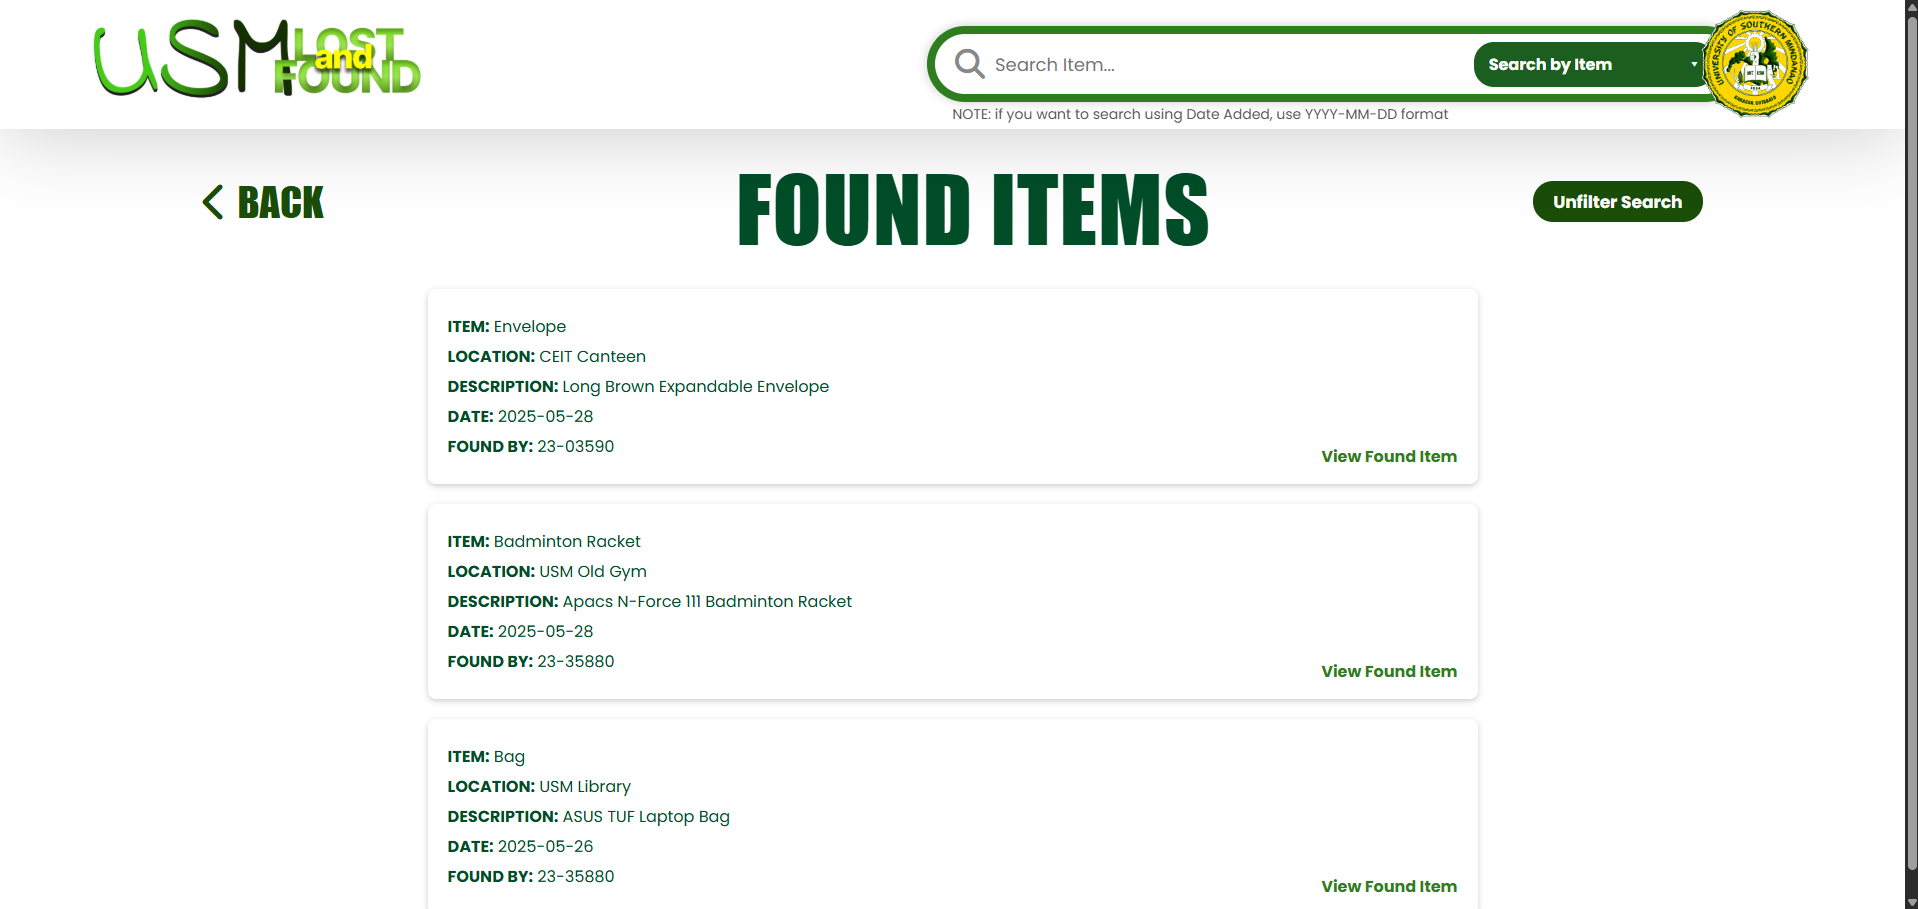 USM LOST and FOUND
Search Item...
Search by Item
UNIVERSITY OF SOUTHERN MINDANAO
NOTE: if you want to search using Date Added, use YYYY-MM-DD format
BACK
FOUND ITEMS
Unfilter Search
ITEM: Envelope
LOCATION: CEIT Canteen
DESCRIPTION: Long Brown Expandable Envelope
DATE: 2025-05-28
FOUND BY: 23-03590
View Found Item
ITEM: Badminton Racket
LOCATION: USM Old Gym
DESCRIPTION: Apacs N-Force 111 Badminton Racket
DATE: 2025-05-28
FOUND BY: 23-35880
View Found Item
ITEM: Bag
LOCATION: USM Library
DESCRIPTION: ASUS TUF Laptop Bag
DATE: 2025-05-26
FOUND BY: 23-35880
View Found Item